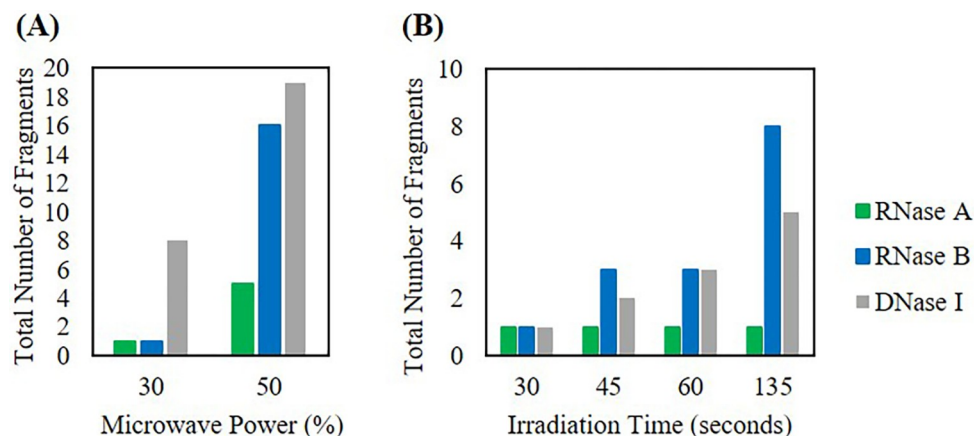 (A)
Total Number of Fragments
20
18
16
14
12
10
8
6
4
2
0
30 50
Microwave Power (%)
(B)
Total Number of Fragments
10
8
6
4
2
0
30 45 60 135
Irradiation Time (seconds)
RNase A
RNase B
DNase I